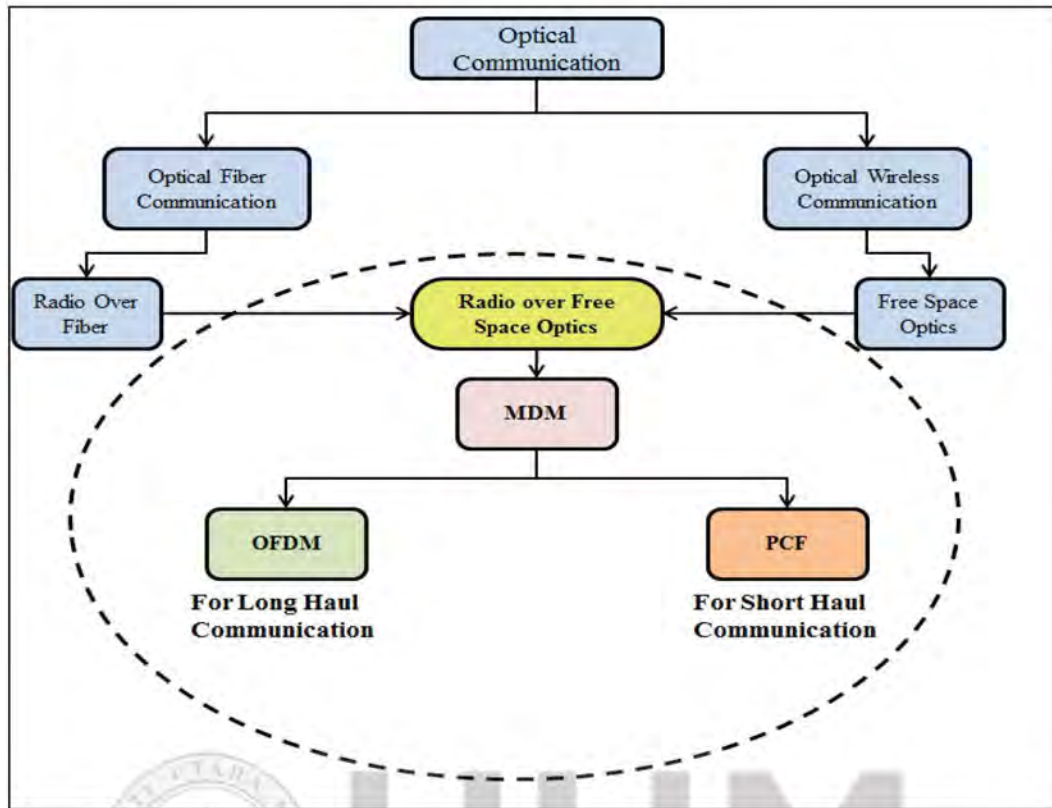 Optical
Communication
Optical Fiber
Communication
Optical Wireless
Communication
Radio Over
Fiber
Radio over Free
Space Optics
Free Space
Optics
MDM
OFDM
PCF
For Long Haul
Communication
For Short Haul
Communication
UTARA